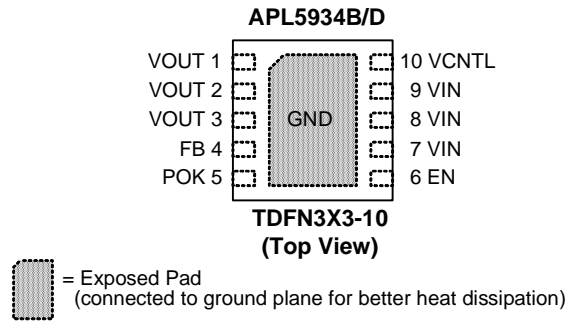 APL5934B/D
VOUT 1
10 VCNTL
VOUT 2
9 VIN
VOUT 3
GND
8 VIN
FB 4
7 VIN
POK 5
6 EN
TDFN3X3-10
(Top View)
= Exposed Pad
(connected to ground plane for better heat dissipation)